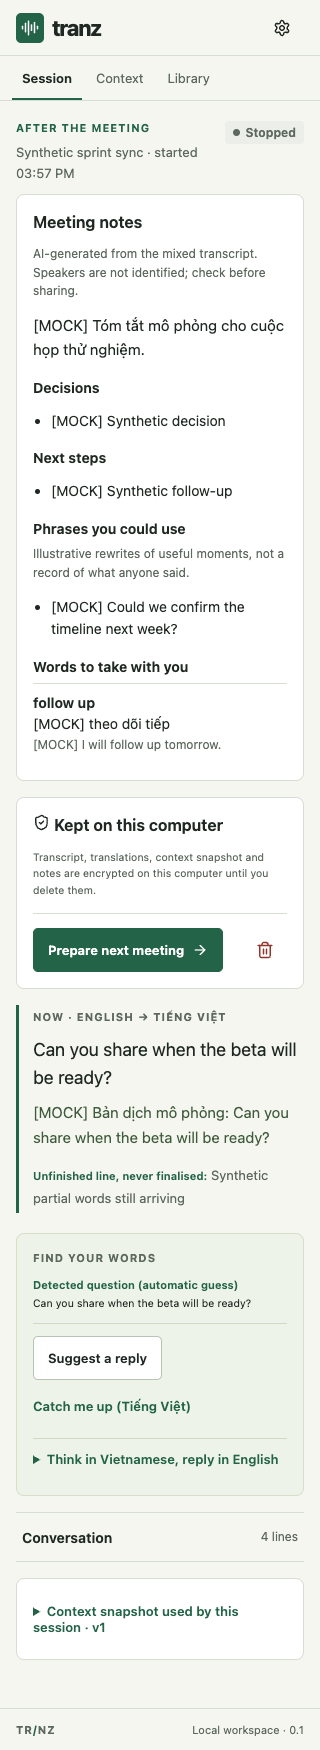 tranz
Session Context Library
AFTER THE MEETING
Stopped
Synthetic sprint sync · started
03:57 PM
Meeting notes
AI-generated from the mixed transcript.
Speakers are not identified; check before
sharing.
[MOCK] Tóm tắt mô phỏng cho cuộc
họp thử nghiệm.
Decisions
• [MOCK] Synthetic decision
Next steps
• [MOCK] Synthetic follow-up
Phrases you could use
Illustrative rewrites of useful moments, not a
record of what anyone said.
• [MOCK] Could we confirm the
timeline next week?
Words to take with you
follow up
[MOCK] theo dõi tiếp
[MOCK] I will follow up tomorrow.
Kept on this computer
Transcript, translations, context snapshot and
notes are encrypted on this computer until you
delete them.
Prepare next meeting →
NOW · ENGLISH → TIẾNG VIỆT
Can you share when the beta will
be ready?
[MOCK] Bản dịch mô phỏng: Can you
share when the beta will be ready?
Unfinished line, never finalised: Synthetic
partial words still arriving
FIND YOUR WORDS
Detected question (automatic guess)
Can you share when the beta will be ready?
Suggest a reply
Catch me up (Tiếng Việt)
▶ Think in Vietnamese, reply in English
Conversation 4 lines
▶ Context snapshot used by this
session · v1
TR/NZ Local workspace · 0.1